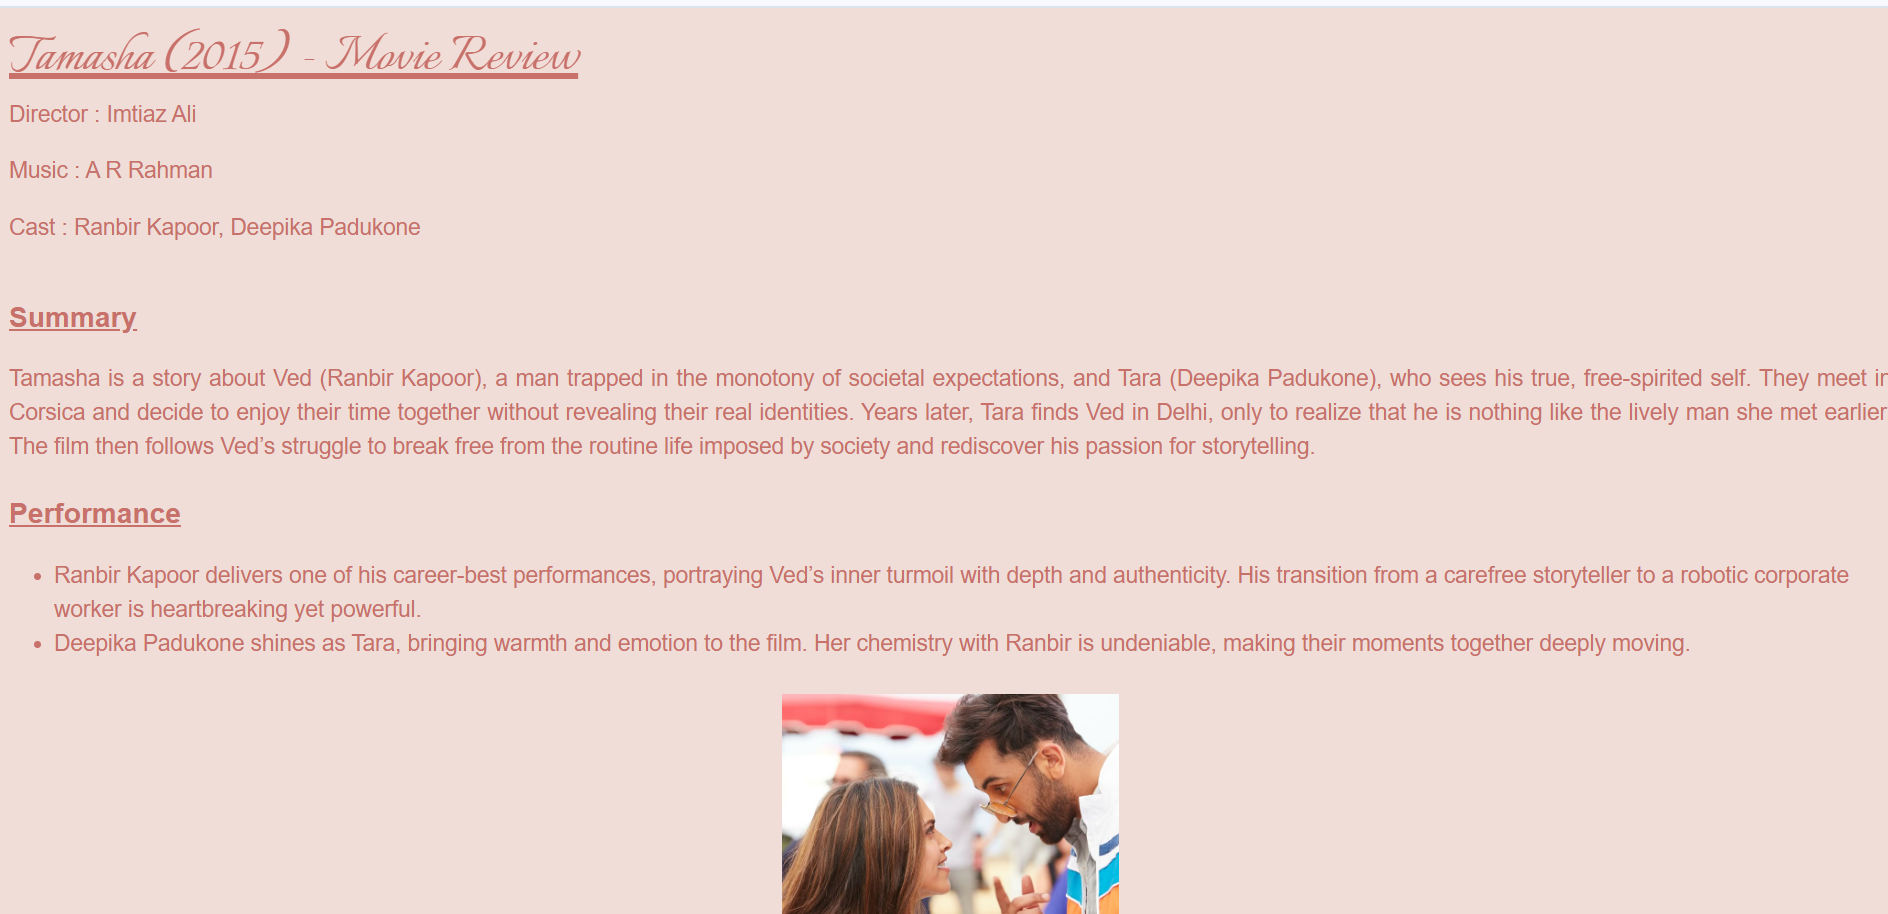 Tamasha (2015) - Movie Review
Director : Imtiaz Ali
Music : A R Rahman
Cast : Ranbir Kapoor, Deepika Padukone
Summary
Tamasha is a story about Ved (Ranbir Kapoor), a man trapped in the monotony of societal expectations, and Tara (Deepika Padukone), who sees his true, free-spirited self. They meet in
Corsica and decide to enjoy their time together without revealing their real identities. Years later, Tara finds Ved in Delhi, only to realize that he is nothing like the lively man she met earlier
The film then follows Ved’s struggle to break free from the routine life imposed by society and rediscover his passion for storytelling.
Performance
• Ranbir Kapoor delivers one of his career-best performances, portraying Ved’s inner turmoil with depth and authenticity. His transition from a carefree storyteller to a robotic corporate
worker is heartbreaking yet powerful.
• Deepika Padukone shines as Tara, bringing warmth and emotion to the film. Her chemistry with Ranbir is undeniable, making their moments together deeply moving.